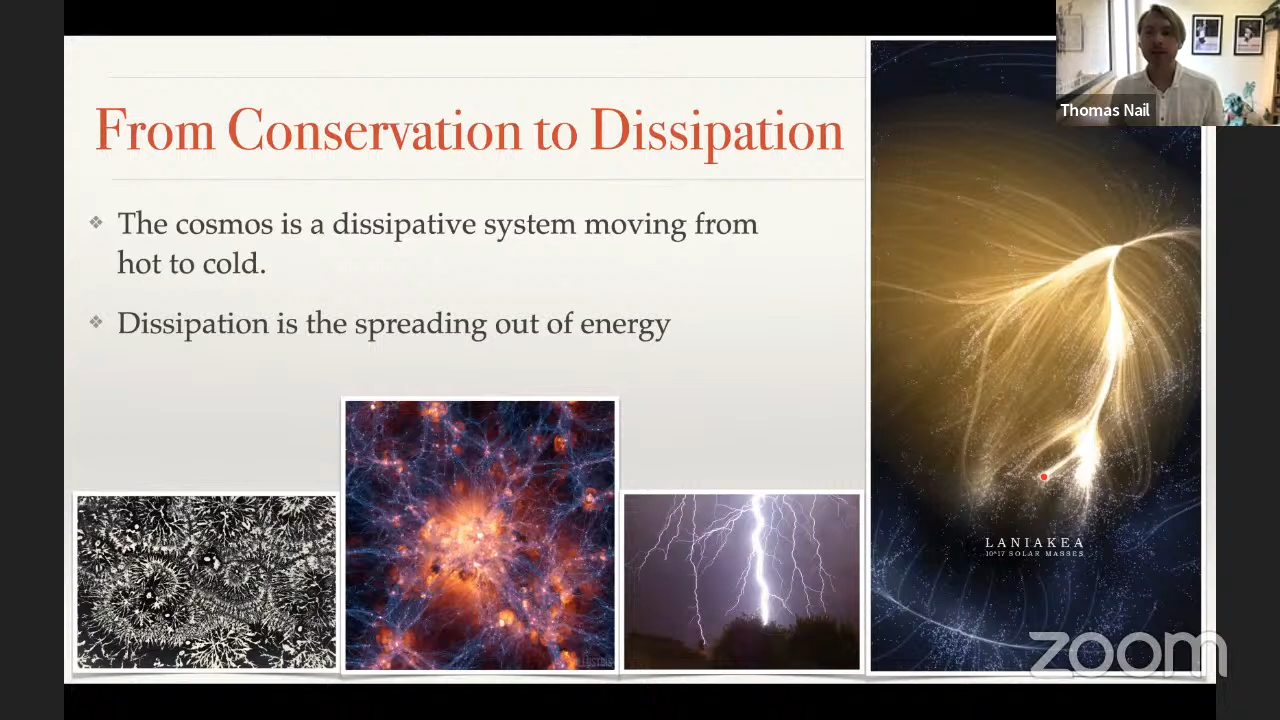 Thomas Nail
From Conservation to Dissipation
The cosmos is a dissipative system moving from
hot to cold.
Dissipation is the spreading out of energy
LANIAKEA
10^17 SOLAR MASSES
zoom